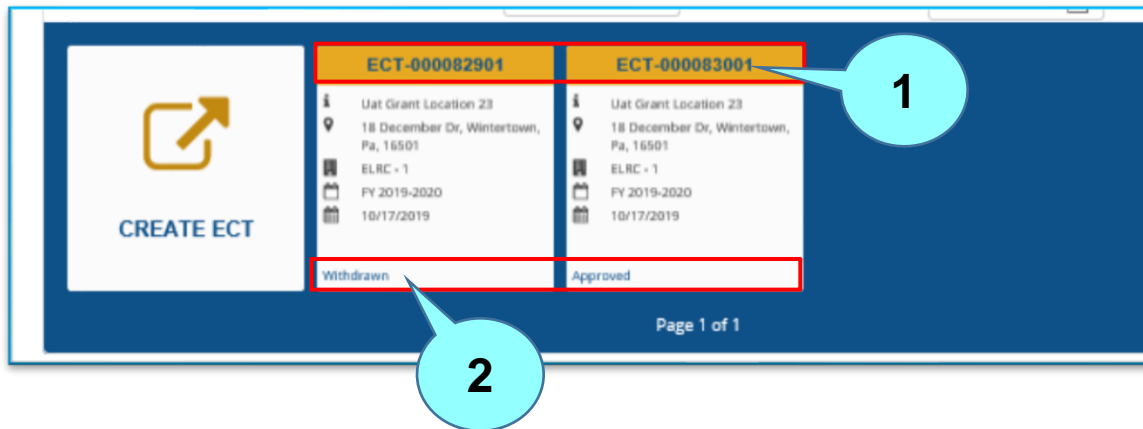 CREATE ECT
ECT-000082901
Uat Grant Location 23
18 December Dr, Wintertown,
Pa, 16501
ELRC - 1
FY 2019-2020
10/17/2019
Withdrawn
ECT-000083001
Uat Grant Location 23
18 December Dr, Wintertown,
Pa, 16501
ELRC - 1
FY 2019-2020
10/17/2019
Approved
1
2
Page 1 of 1